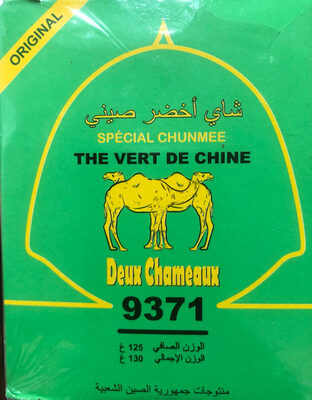 ORIGINAL
شاي أخضر صيني
SPÉCIAL CHUNMEE
THE VERT DE CHINE
Deux Chameaux
9371
الوزن الصافي 125 غ
الوزن الإجمالي 130 غ
منتوجات جمهورية الصين الشعبية